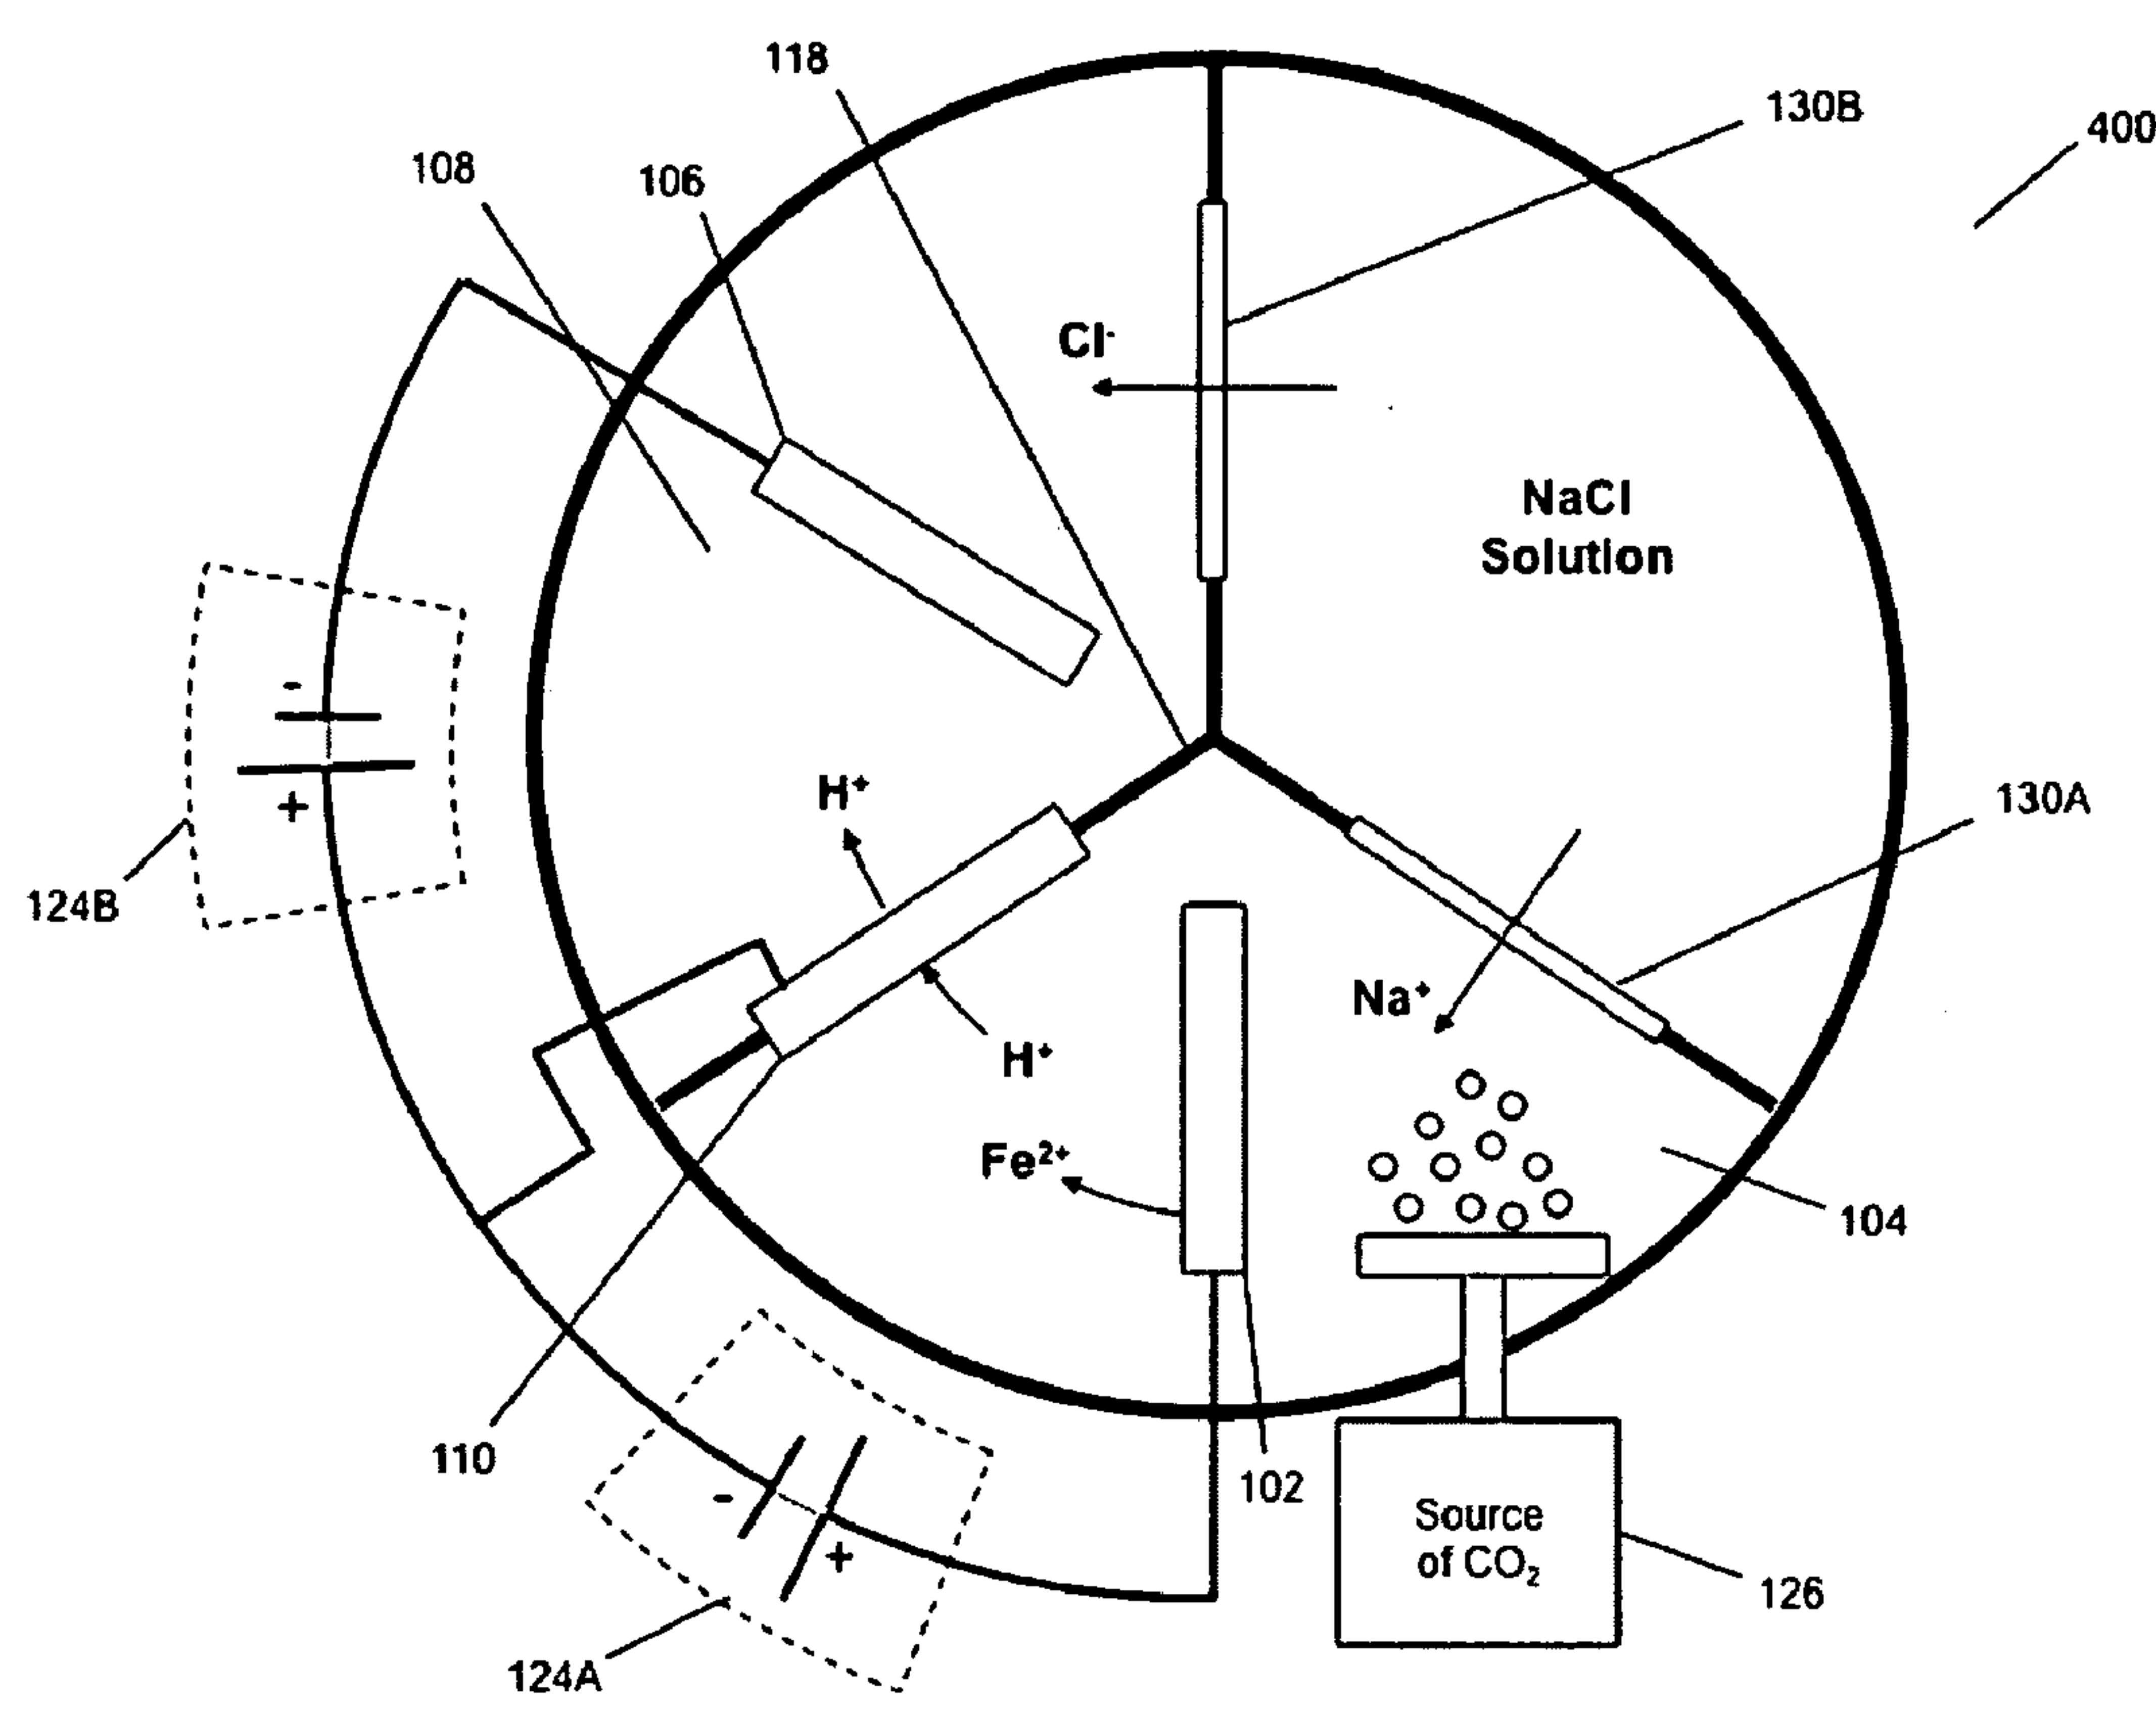 118
130B
400
108
106
Cl⁻
NaCl
Solution
-
+
H⁺
130A
124B
Na⁺
H⁺
Fe²⁺
104
110
102
-
+
Source
of CO₂
126
124A